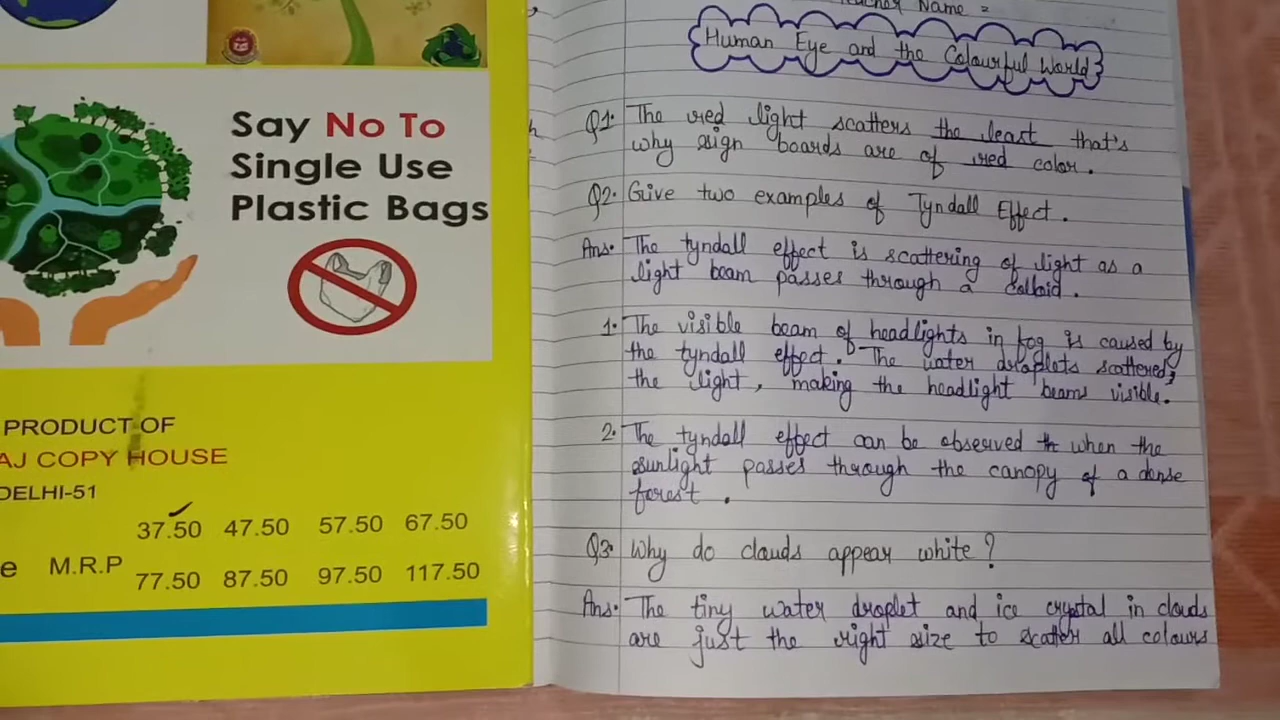 Say No To
Single Use
Plastic Bags
PRODUCT OF
AJ COPY HOUSE
DELHI-51
37.50 47.50 57.50 67.50
e M.R.P
77.50 87.50 97.50 117.50
Teacher Name =
Human Eye and the Colourful World
Q1. The red light scatters the least that's
why sign boards are of red color.
Q2. Give two examples of Tyndall Effect.
Ans. The tyndall effect is scattering of light as a
light beam passes through a colloid.
1. The visible beam of headlights in fog is caused by
the tyndall effect. The water droplets scattered,
the light, making the headlight beams visible.
2. The tyndall effect can be observed th when the
sunlight passes through the canopy of a dense
forest.
Q3. Why do clouds appear white?
Ans. The tiny water droplet and ice crystal in clouds
are just the right size to scatter all colours